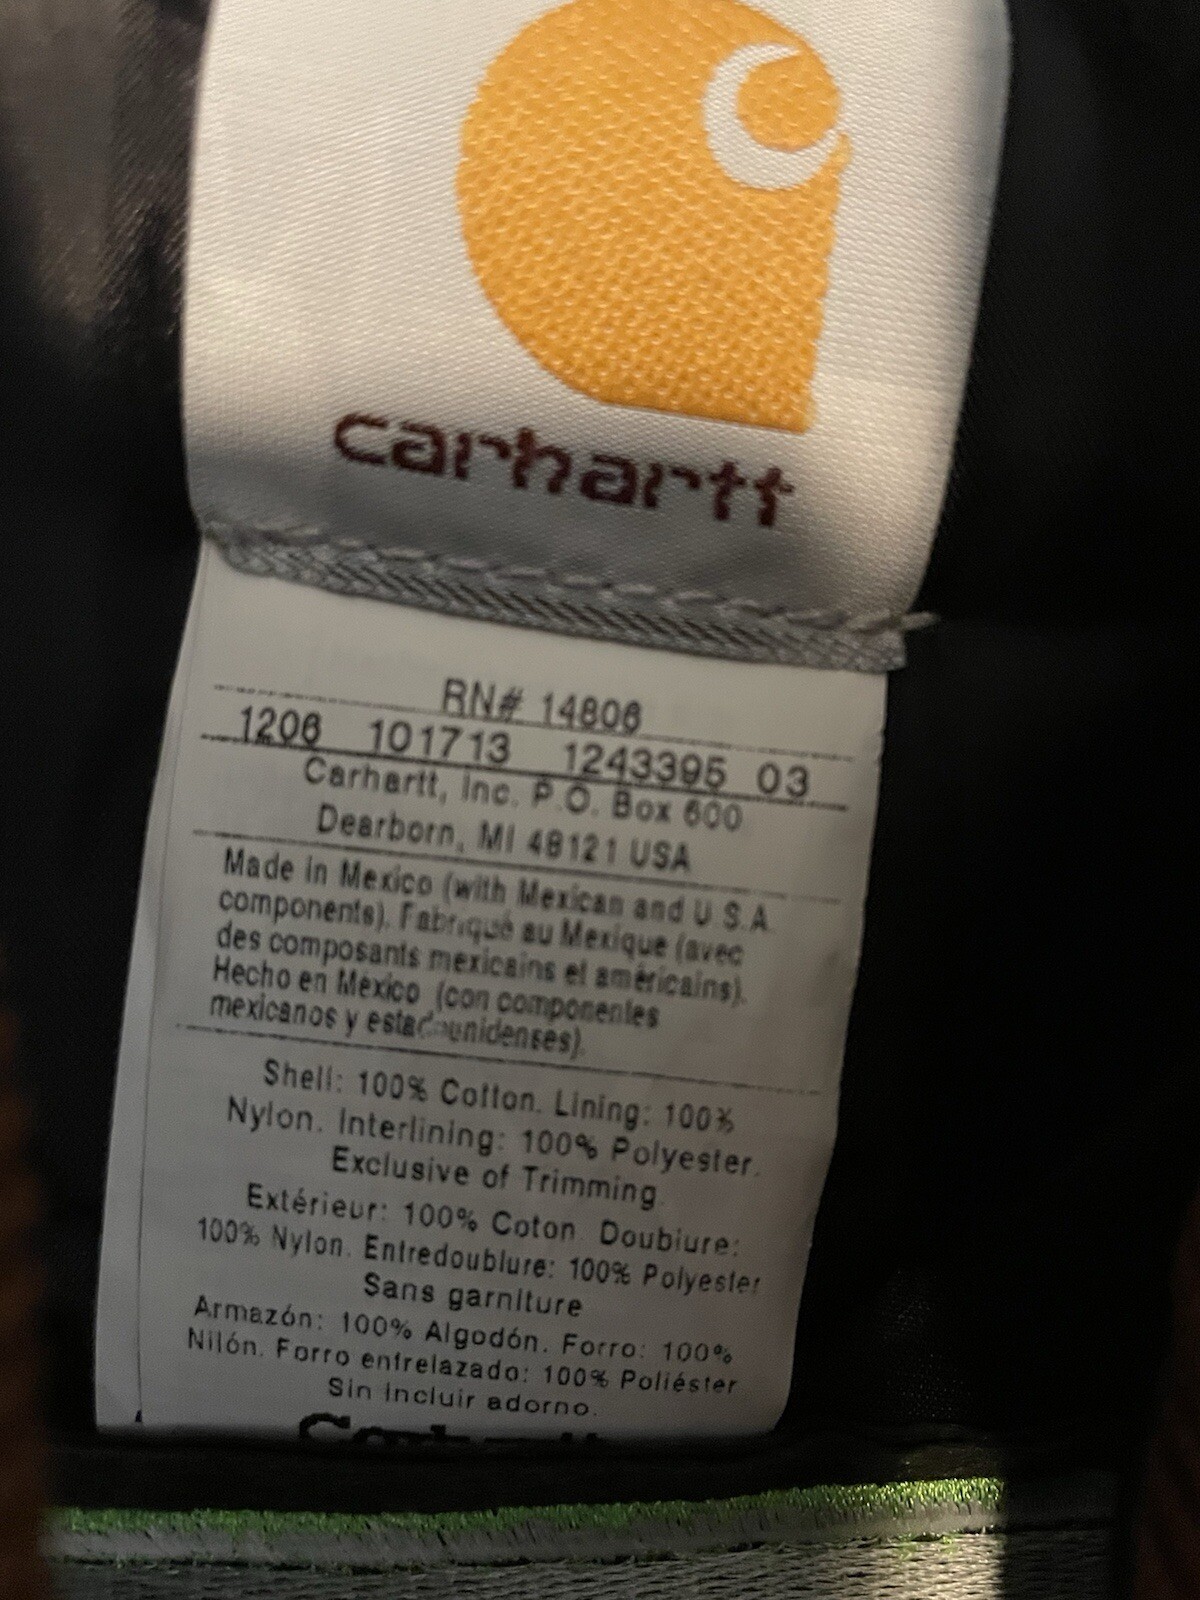 carhartt
RN# 14806
1206 101713 1243395 03
Carhartt, Inc. P.O. Box 600
Dearborn, MI 48121 USA
Made in Mexico (with Mexican and U.S.A.
components). Fabriqué au Mexique (avec
des composants mexicains et américains).
Hecho en México (con componentes
mexicanos y estadounidenses).
Shell: 100% Cotton. Lining: 100%
Nylon. Interlining: 100% Polyester.
Exclusive of Trimming.
Extérieur: 100% Coton. Doubiure:
100% Nylon. Entredoublure: 100% Polyester
Sans garniture
Armazón: 100% Algodón. Forro: 100%
Nilón. Forro entrelazado: 100% Poliéster
Sin incluir adorno.
Carhartt